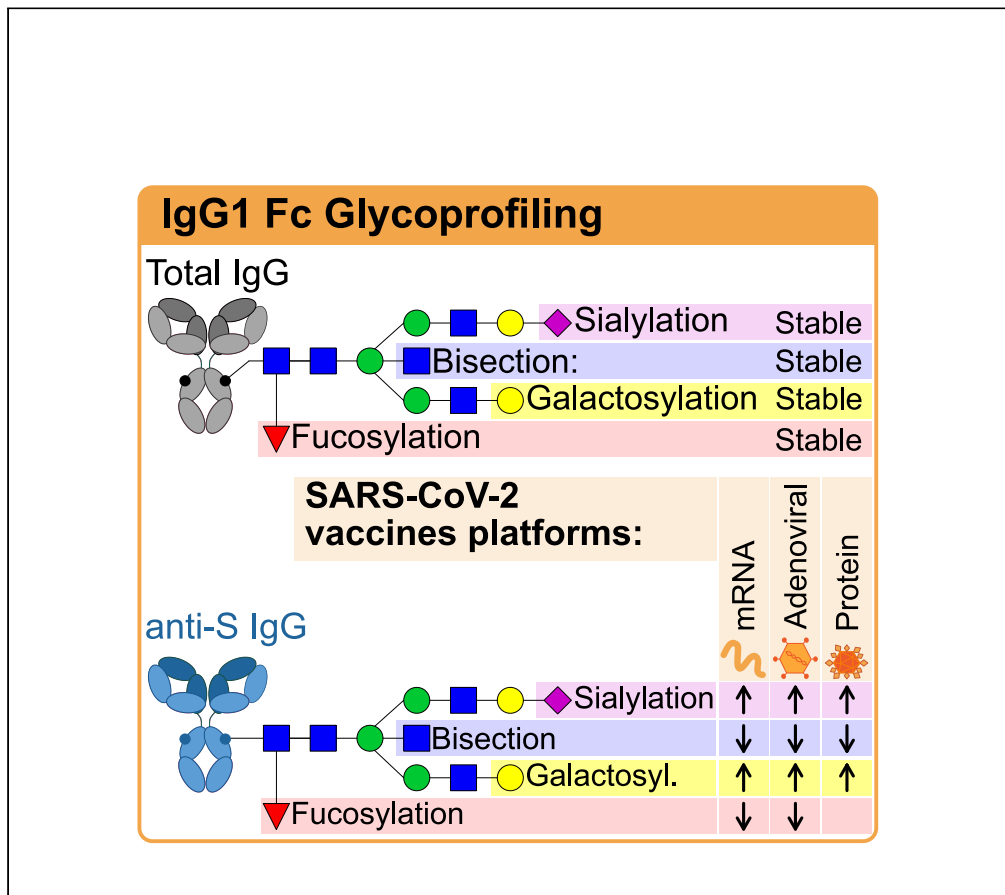 IgG1 Fc Glycoprofiling
Total IgG
Sialylation Stable
Bisection: Stable
Galactosylation Stable
Fucosylation Stable
SARS-CoV-2
vaccines platforms:
mRNA
Adenoviral
Protein
anti-S IgG
Sialylation ↑ ↑ ↑
Bisection ↓ ↓ ↓
Galactosyl. ↑ ↑ ↑
Fucosylation ↓ ↓